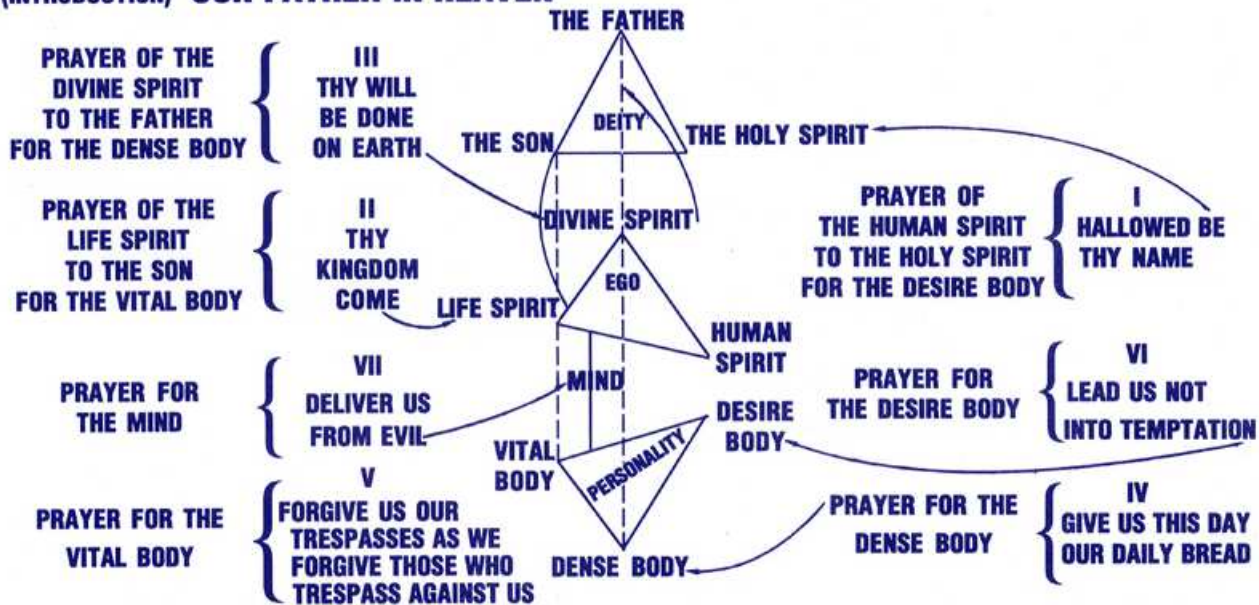 (INTRODUCTION) OUR FATHER IN HEAVEN
THE FATHER
PRAYER OF THE
DIVINE SPIRIT
TO THE FATHER
FOR THE DENSE BODY
III
THY WILL
BE DONE
ON EARTH
DEITY
THE SON
THE HOLY SPIRIT
PRAYER OF THE
LIFE SPIRIT
TO THE SON
FOR THE VITAL BODY
II
THY
KINGDOM
COME
DIVINE SPIRIT
EGO
LIFE SPIRIT
HUMAN
SPIRIT
PRAYER OF
THE HUMAN SPIRIT
TO THE HOLY SPIRIT
FOR THE DESIRE BODY
I
HALLOWED BE
THY NAME
PRAYER FOR
THE MIND
VII
DELIVER US
FROM EVIL
MIND
DESIRE
BODY
PRAYER FOR
THE DESIRE BODY
VI
LEAD US NOT
INTO TEMPTATION
VITAL
BODY
PERSONALITY
PRAYER FOR THE
VITAL BODY
V
FORGIVE US OUR
TRESPASSES AS WE
FORGIVE THOSE WHO
TRESPASS AGAINST US
DENSE BODY
PRAYER FOR THE
DENSE BODY
IV
GIVE US THIS DAY
OUR DAILY BREAD